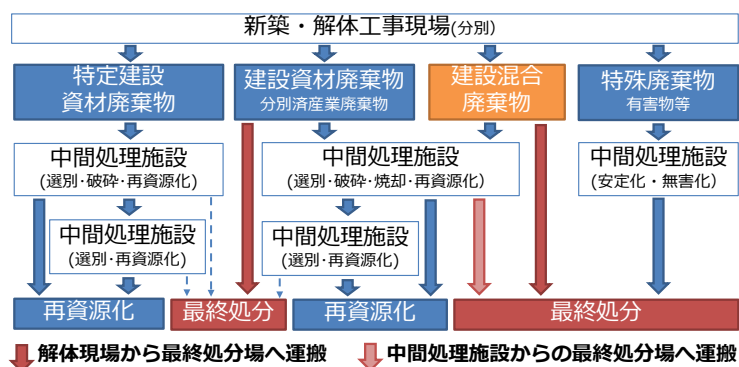 新築・解体工事現場(分別)
特定建設
資材廃棄物
建設資材廃棄物
分別済産業廃棄物
建設混合
廃棄物
特殊廃棄物
有害物等
中間処理施設
(選別･破砕･再資源化)
中間処理施設
(選別･破砕･焼却･再資源化)
中間処理施設
(安定化・無害化)
中間処理施設
(選別･再資源化)
中間処理施設
(選別･再資源化)
再資源化
最終処分
再資源化
最終処分
解体現場から最終処分場へ運搬
中間処理施設からの最終処分場へ運搬